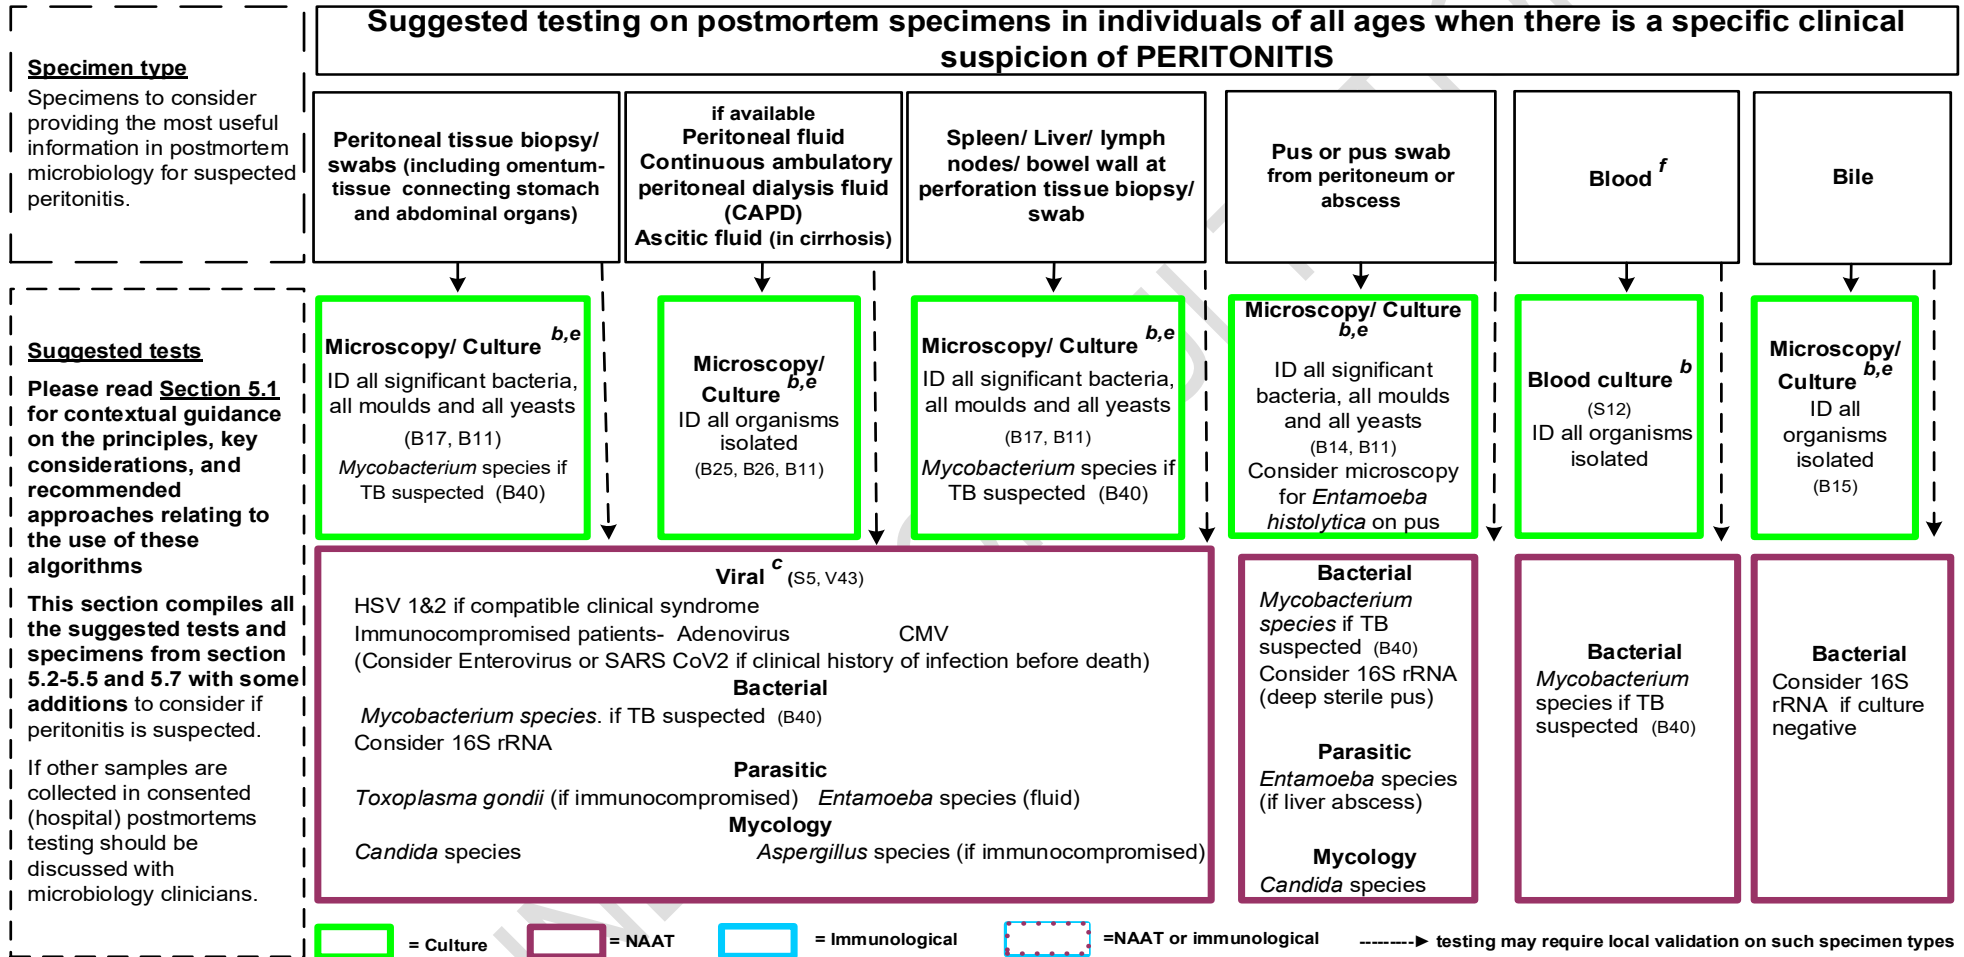 Suggested testing on postmortem specimens in individuals of all ages when there is a specific clinical
suspicion of PERITONITIS
Specimen type
Specimens to consider
providing the most useful
information in postmortem
microbiology for suspected
peritonitis.
Peritoneal tissue biopsy/
swabs (including omentum-
tissue connecting stomach
and abdominal organs)
if available
Peritoneal fluid
Continuous ambulatory
peritoneal dialysis fluid
(CAPD)
Ascitic fluid (in cirrhosis)
Spleen/ Liver/ lymph
nodes/ bowel wall at
perforation tissue biopsy/
swab
Pus or pus swab
from peritoneum or
abscess
Blood f
Bile
Suggested tests
Please read Section 5.1
for contextual guidance
on the principles, key
considerations, and
recommended
approaches relating to
the use of these
algorithms
This section compiles all
the suggested tests and
specimens from section
5.2-5.5 and 5.7 with some
additions to consider if
peritonitis is suspected.
If other samples are
collected in consented
(hospital) postmortems
testing should be
discussed with
microbiology clinicians.
Microscopy/ Culture b,e
ID all significant bacteria,
all moulds and all yeasts
(B17, B11)
Mycobacterium species if
TB suspected (B40)
Microscopy/
Culture b,e
ID all organisms
isolated
(B25, B26, B11)
Microscopy/ Culture b,e
ID all significant bacteria,
all moulds and all yeasts
(B17, B11)
Mycobacterium species if
TB suspected (B40)
Microscopy/ Culture
b,e
ID all significant
bacteria, all moulds
and all yeasts
(B14, B11)
Consider microscopy
for Entamoeba
histolytica on pus
Blood culture b
(S12)
ID all organisms
isolated
Microscopy/
Culture b,e
ID all
organisms
isolated
(B15)
Viral c (S5, V43)
HSV 1&2 if compatible clinical syndrome
Immunocompromised patients- Adenovirus CMV
(Consider Enterovirus or SARS CoV2 if clinical history of infection before death)
Bacterial
Mycobacterium species. if TB suspected (B40)
Consider 16S rRNA
Parasitic
Toxoplasma gondii (if immunocompromised) Entamoeba species (fluid)
Mycology
Candida species Aspergillus species (if immunocompromised)
Bacterial
Mycobacterium
species if TB
suspected (B40)
Consider 16S rRNA
(deep sterile pus)
Parasitic
Entamoeba species
(if liver abscess)
Mycology
Candida species
Bacterial
Mycobacterium
species if TB
suspected (B40)
Bacterial
Consider 16S
rRNA if culture
negative
= Culture
= NAAT
= Immunological
=NAAT or immunological
testing may require local validation on such specimen types